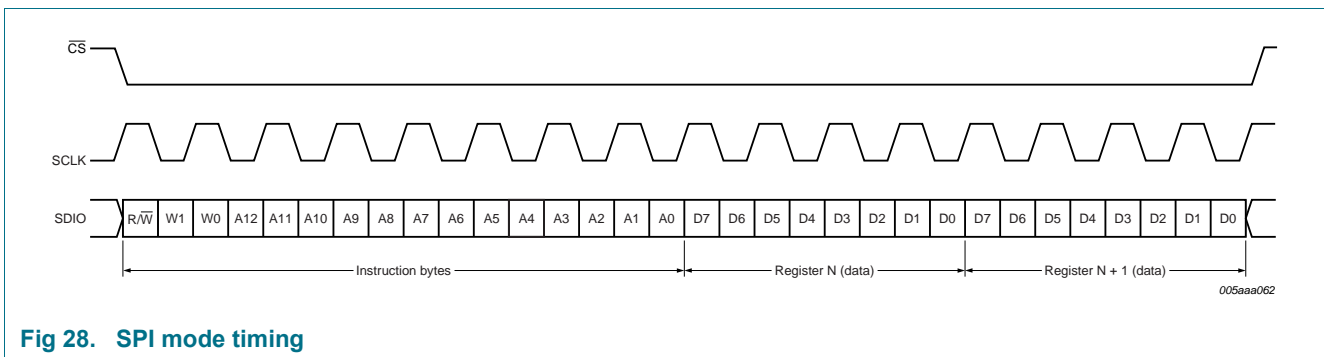 CS
SCLK
SDIO R/W W1 W0 A12 A11 A10 A9 A8 A7 A6 A5 A4 A3 A2 A1 A0 D7 D6 D5 D4 D3 D2 D1 D0 D7 D6 D5 D4 D3 D2 D1 D0
Instruction bytes Register N (data) Register N + 1 (data)
005aaa062
Fig 28. SPI mode timing